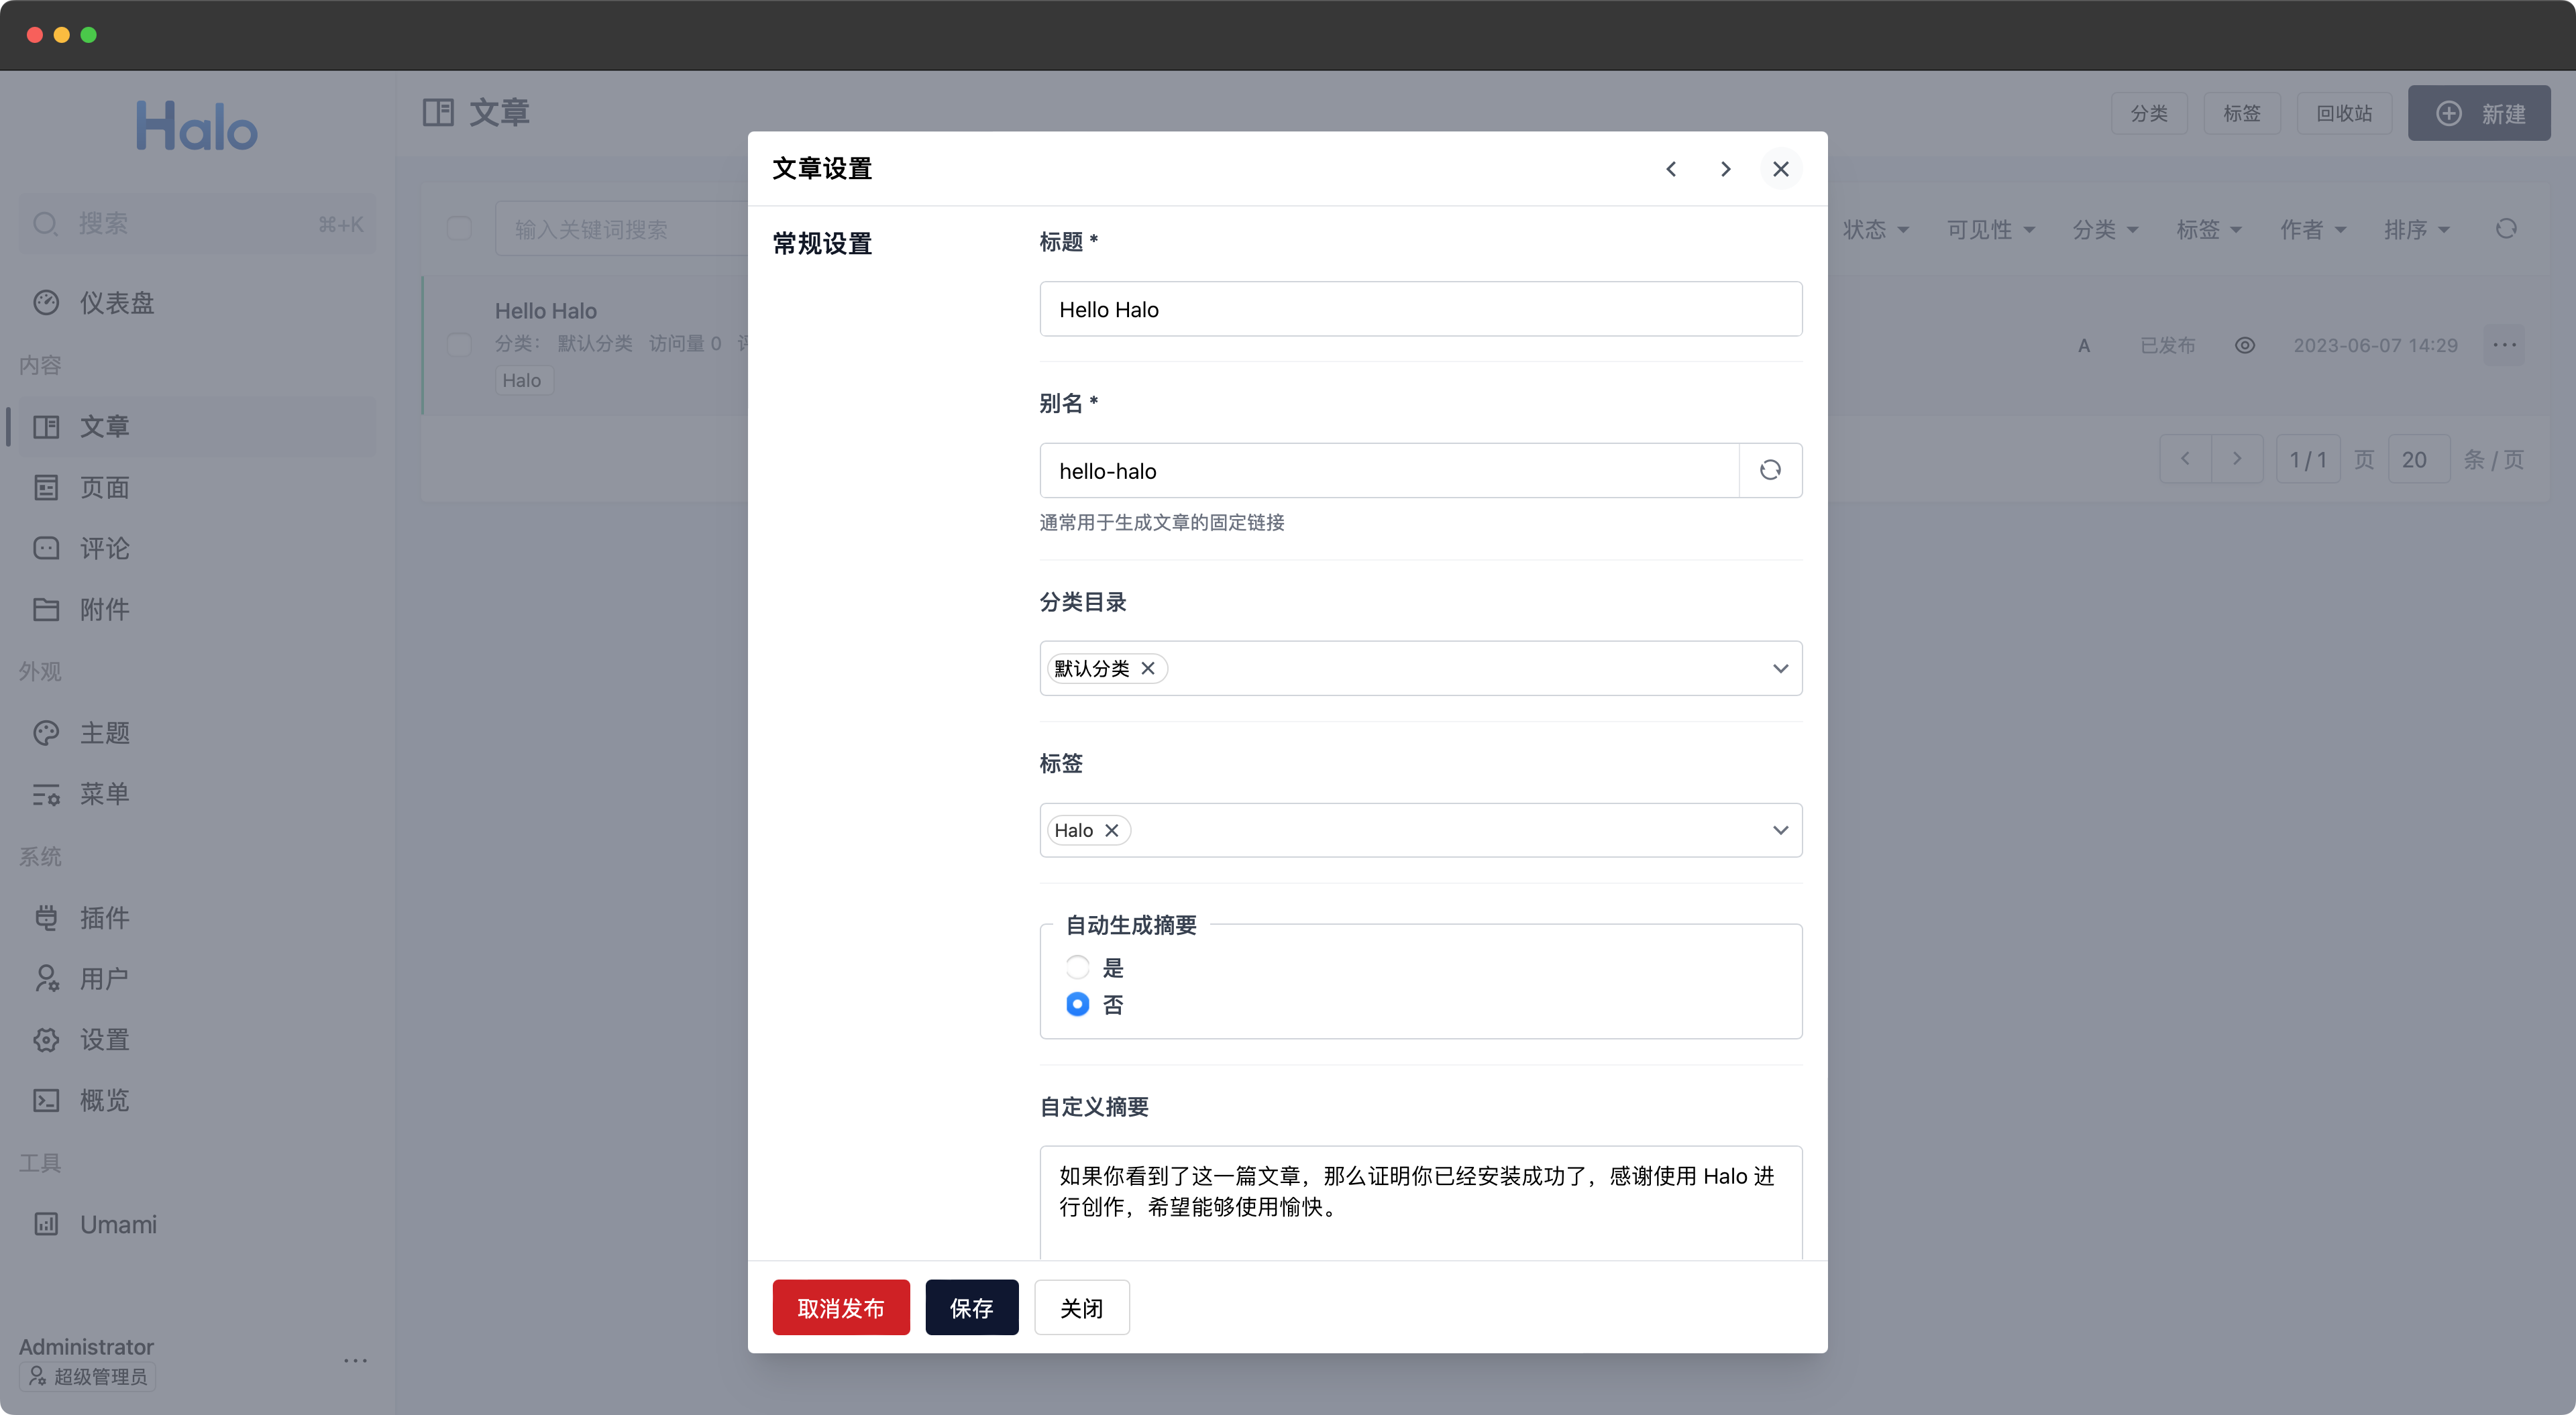 Halo
搜索
⌘+K
仪表盘
内容
文章
页面
评论
附件
外观
主题
菜单
系统
插件
用户
设置
概览
工具
Umami
Administrator
超级管理员
文章
分类
标签
回收站
新建
输入关键词搜索
状态
可见性
分类
标签
作者
排序
Hello Halo
分类： 默认分类 访问量 0
Halo
A
已发布
2023-06-07 14:29
1 / 1
页
20
条 / 页
文章设置
常规设置
标题 *
Hello Halo
别名 *
hello-halo
通常用于生成文章的固定链接
分类目录
默认分类
标签
Halo
自动生成摘要
是
否
自定义摘要
如果你看到了这一篇文章，那么证明你已经安装成功了，感谢使用 Halo 进
行创作，希望能够使用愉快。
取消发布
保存
关闭